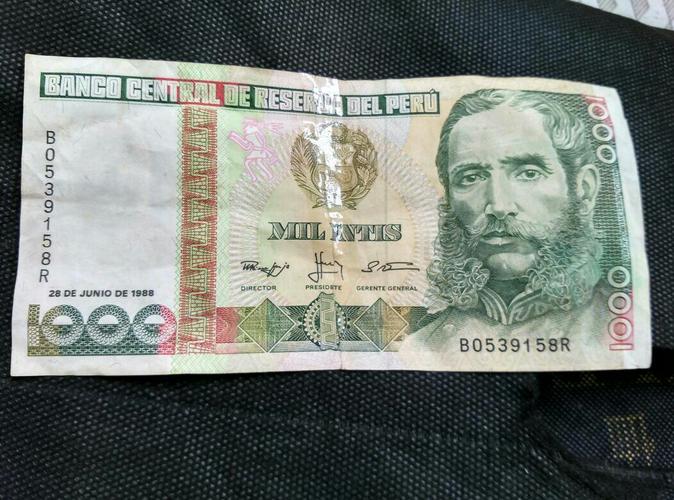 BANCO CENTRAL DE RESERVA DEL PERÚ
B0539158R
MIL INTIS
DIRECTOR PRESIDENTE GERENTE GENERAL
28 DE JUNIO DE 1988
1000
B0539158R
1000
1000